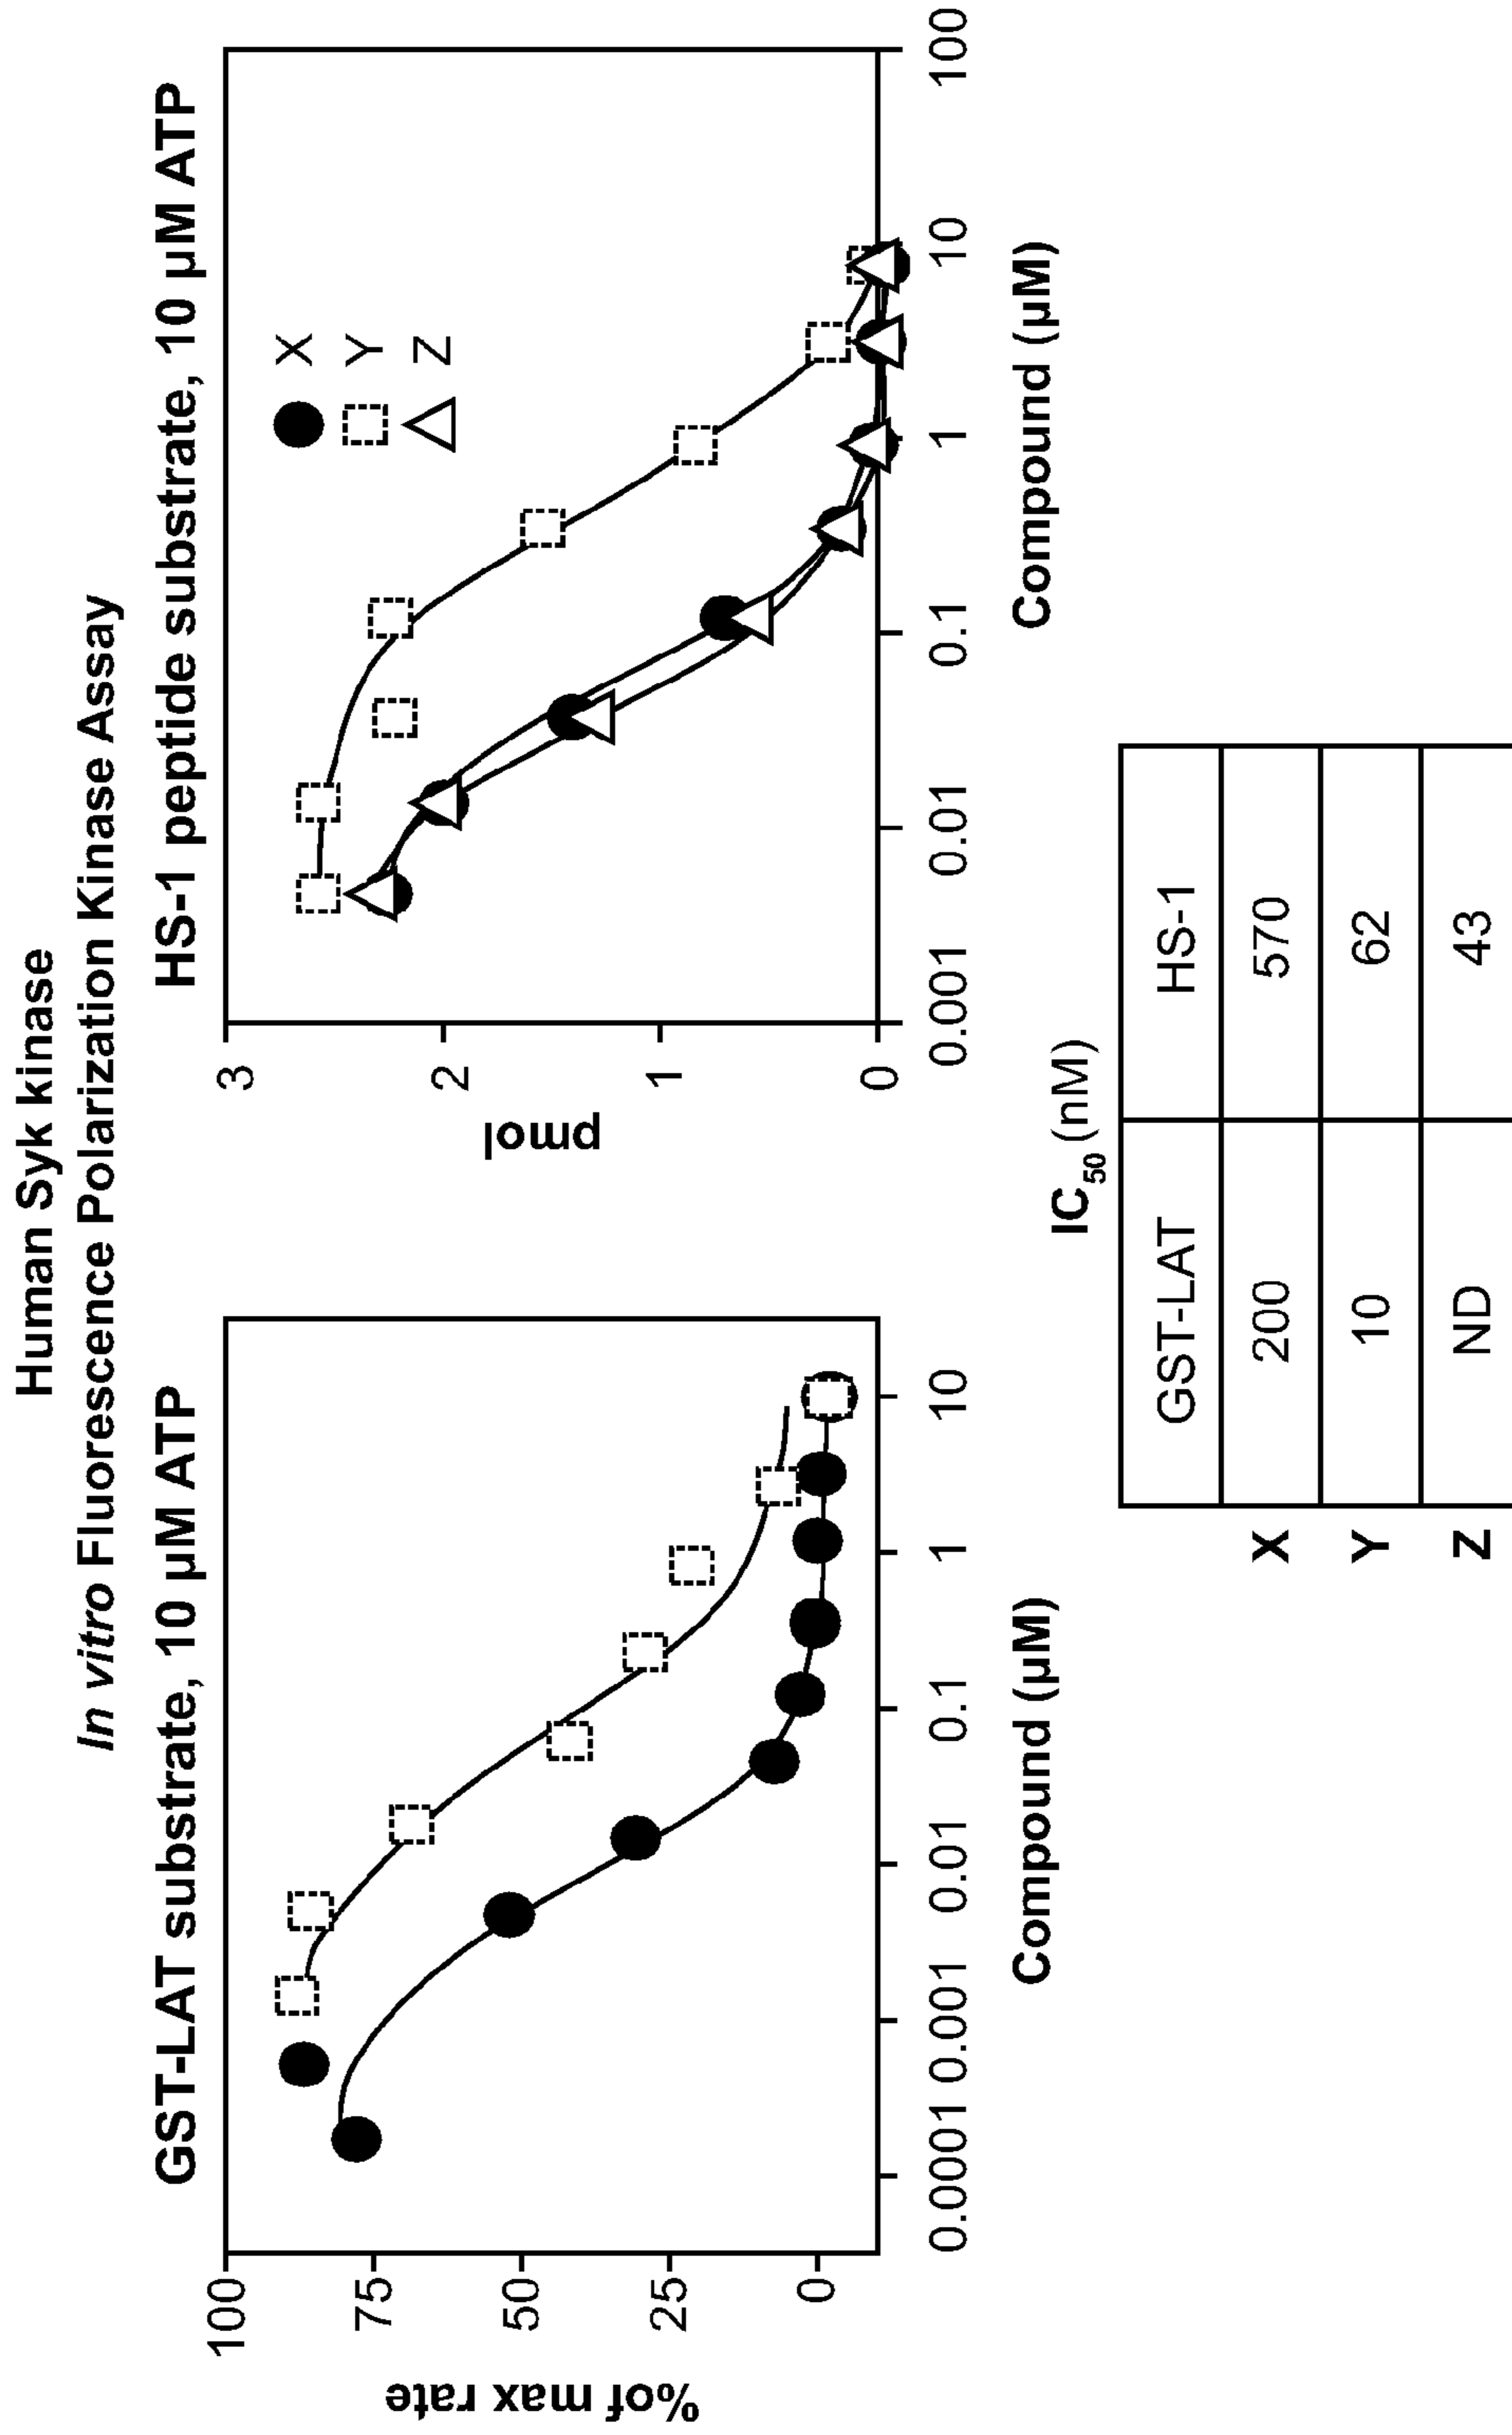 Human Syk kinase
In vitro Fluorescence Polarization Kinase Assay
GST-LAT substrate, 10 µM ATP
%of max rate
100
75
50
25
0
0.0001 0.001 0.01 0.1 1 10
Compound (µM)
HS-1 peptide substrate, 10 µM ATP
pmol
3
2
1
0
X
Y
Z
0.001 0.01 0.1 1 10 100
Compound (µM)
IC50 (nM)
GST-LAT HS-1
X 200 570
Y 10 62
Z ND 43